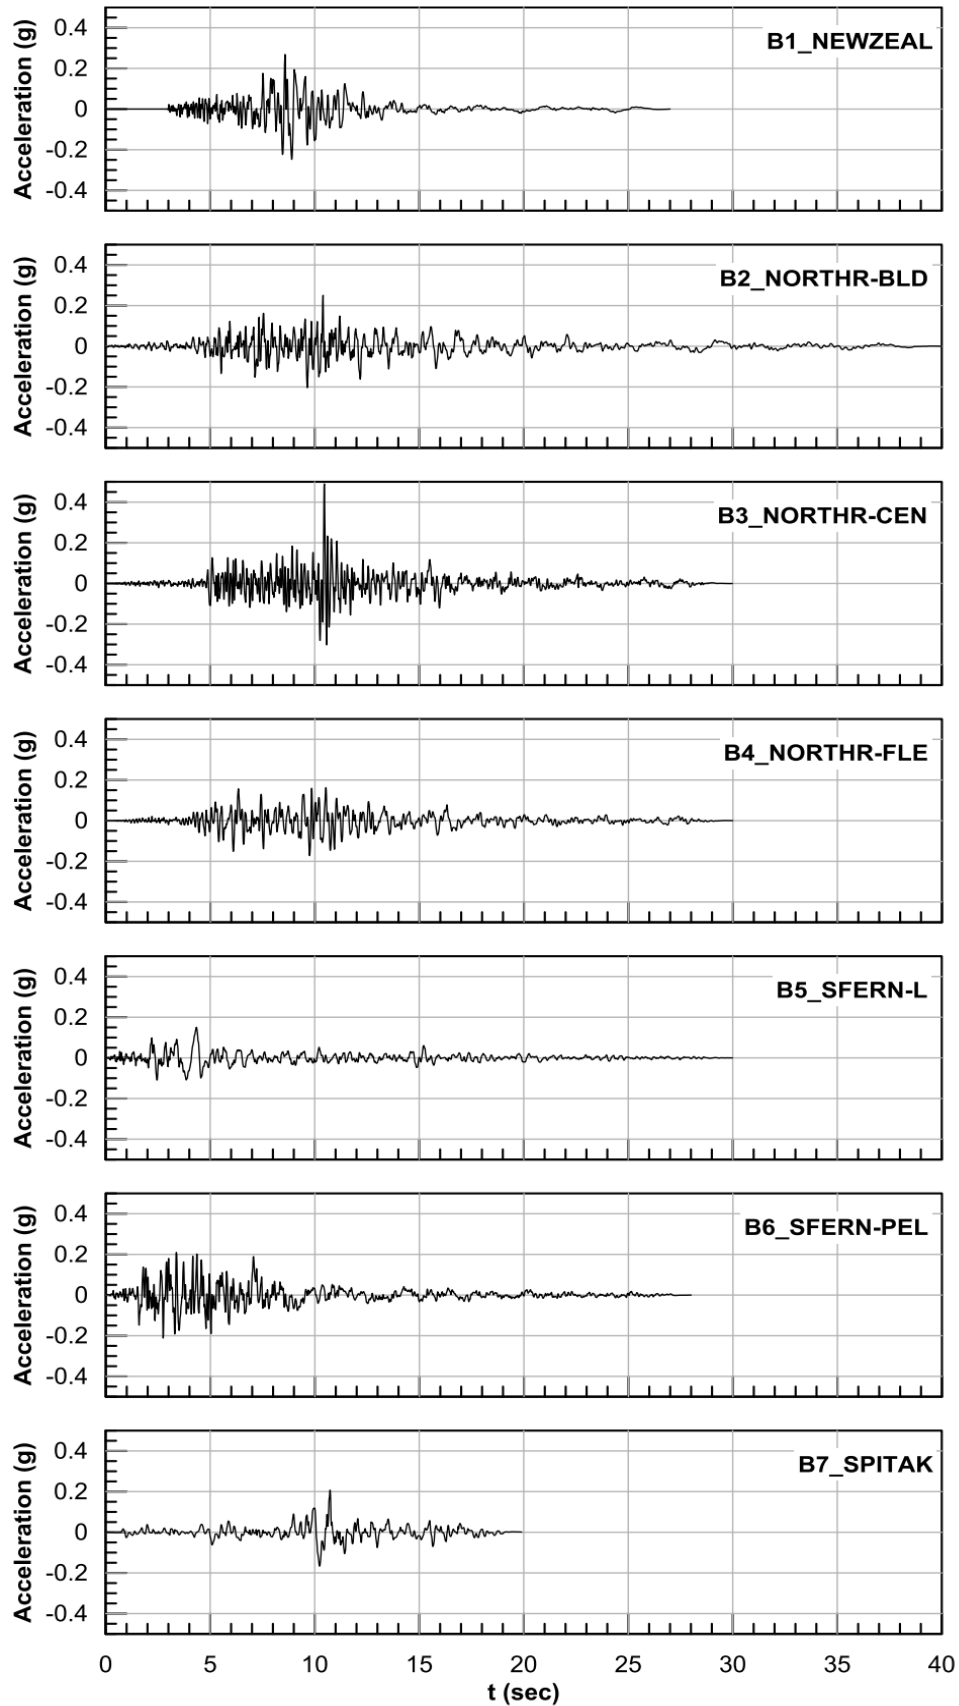 Acceleration (g)
0.4
0.2
0
-0.2
-0.4
B1_NEWZEAL
Acceleration (g)
0.4
0.2
0
-0.2
-0.4
B2_NORTHR-BLD
Acceleration (g)
0.4
0.2
0
-0.2
-0.4
B3_NORTHR-CEN
Acceleration (g)
0.4
0.2
0
-0.2
-0.4
B4_NORTHR-FLE
Acceleration (g)
0.4
0.2
0
-0.2
-0.4
B5_SFERN-L
Acceleration (g)
0.4
0.2
0
-0.2
-0.4
B6_SFERN-PEL
Acceleration (g)
0.4
0.2
0
-0.2
-0.4
B7_SPITAK
0 5 10 15 20 25 30 35 40
t (sec)